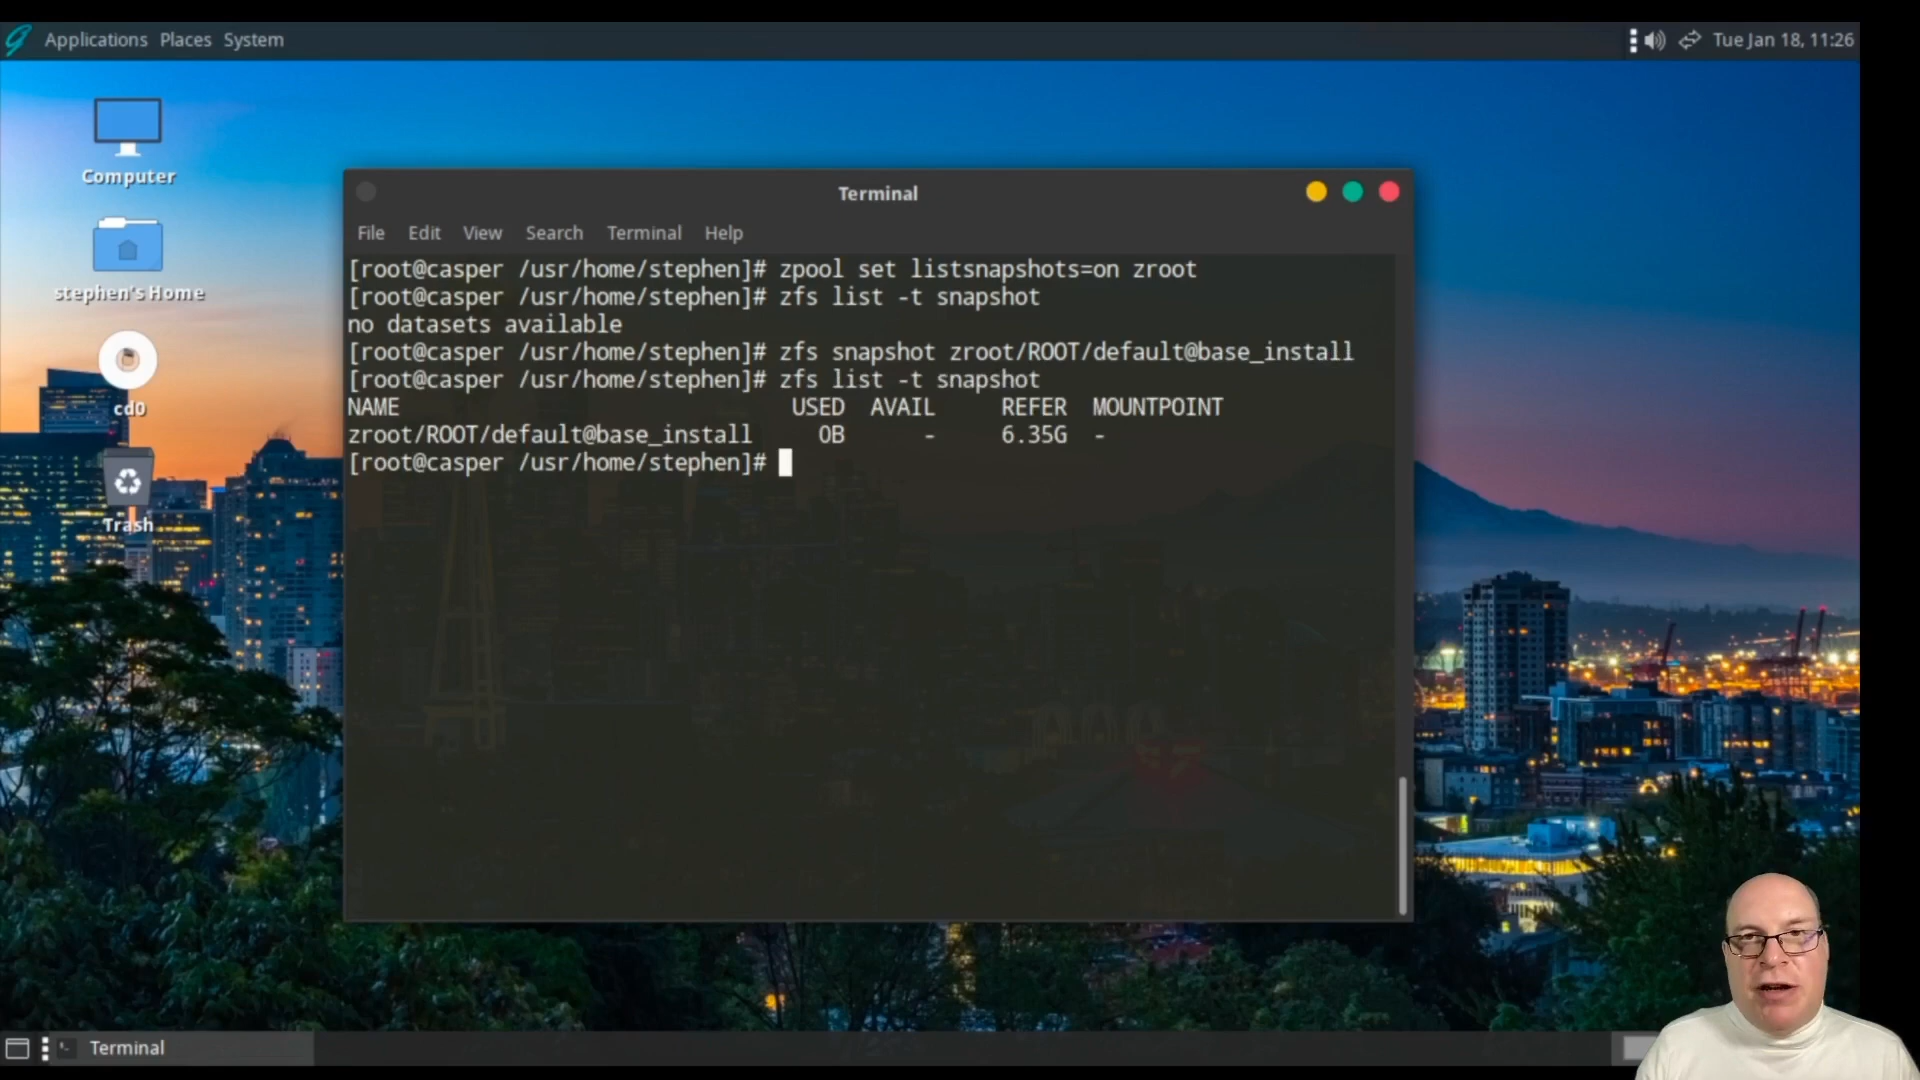 Applications Places System
Tue Jan 18, 11:26
Computer
stephen's Home
cd0
Trash
Terminal
File Edit View Search Terminal Help
[root@casper /usr/home/stephen]# zpool set listsnapshots=on zroot
[root@casper /usr/home/stephen]# zfs list -t snapshot
no datasets available
[root@casper /usr/home/stephen]# zfs snapshot zroot/ROOT/default@base_install
[root@casper /usr/home/stephen]# zfs list -t snapshot
NAME USED AVAIL REFER MOUNTPOINT
zroot/ROOT/default@base_install 0B - 6.35G -
[root@casper /usr/home/stephen]#
Terminal